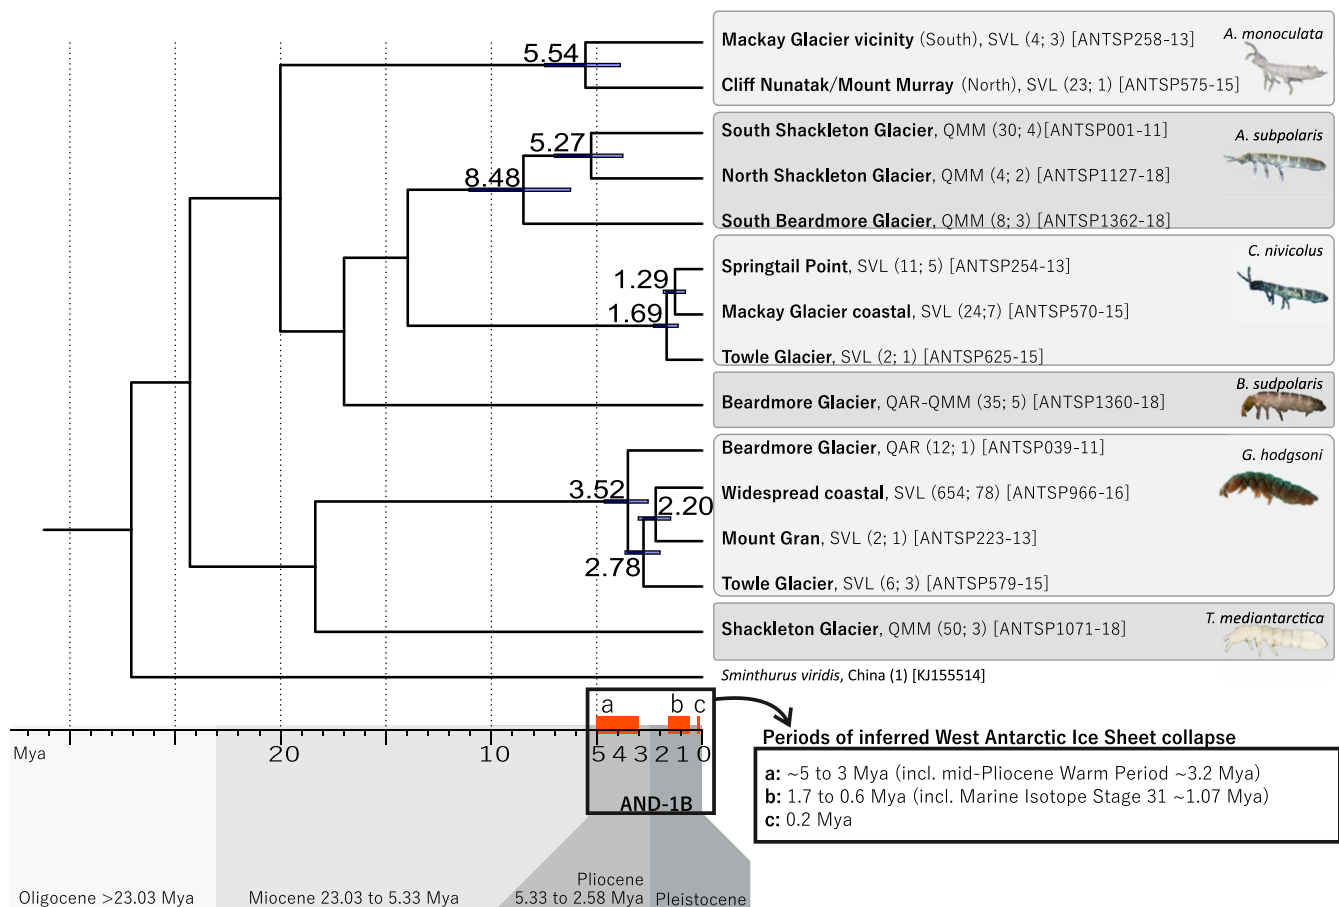 5.54
Mackay Glacier vicinity (South), SVL (4; 3) [ANTSP258-13]
A. monoculata
Cliff Nunatak/Mount Murray (North), SVL (23; 1) [ANTSP575-15]
5.27
8.48
South Shackleton Glacier, QMM (30; 4)[ANTSP001-11]
A. subpolaris
North Shackleton Glacier, QMM (4; 2) [ANTSP1127-18]
South Beardmore Glacier, QMM (8; 3) [ANTSP1362-18]
1.29
1.69
Springtail Point, SVL (11; 5) [ANTSP254-13]
C. nivicolus
Mackay Glacier coastal, SVL (24;7) [ANTSP570-15]
Towle Glacier, SVL (2; 1) [ANTSP625-15]
B. sudpolaris
Beardmore Glacier, QAR-QMM (35; 5) [ANTSP1360-18]
3.52
2.20
2.78
Beardmore Glacier, QAR (12; 1) [ANTSP039-11]
G. hodgsoni
Widespread coastal, SVL (654; 78) [ANTSP966-16]
Mount Gran, SVL (2; 1) [ANTSP223-13]
Towle Glacier, SVL (6; 3) [ANTSP579-15]
T. mediantarctica
Shackleton Glacier, QMM (50; 3) [ANTSP1071-18]
Sminthurus viridis, China (1) [KJ155514]
a b c
Mya 20 10 5 4 3 2 1 0
AND-1B
Periods of inferred West Antarctic Ice Sheet collapse
a: ~5 to 3 Mya (incl. mid-Pliocene Warm Period ~3.2 Mya)
b: 1.7 to 0.6 Mya (incl. Marine Isotope Stage 31 ~1.07 Mya)
c: 0.2 Mya
Oligocene >23.03 Mya
Miocene 23.03 to 5.33 Mya
Pliocene
5.33 to 2.58 Mya
Pleistocene